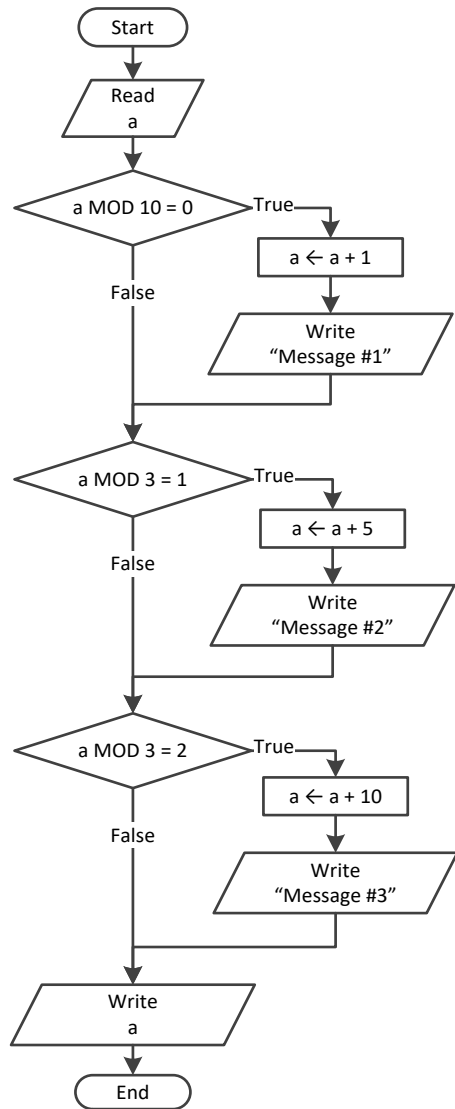 Start
Read
a
a MOD 10 = 0
True
a ← a + 1
False
Write
“Message #1”
a MOD 3 = 1
True
a ← a + 5
False
Write
“Message #2”
a MOD 3 = 2
True
a ← a + 10
False
Write
“Message #3”
Write
a
End